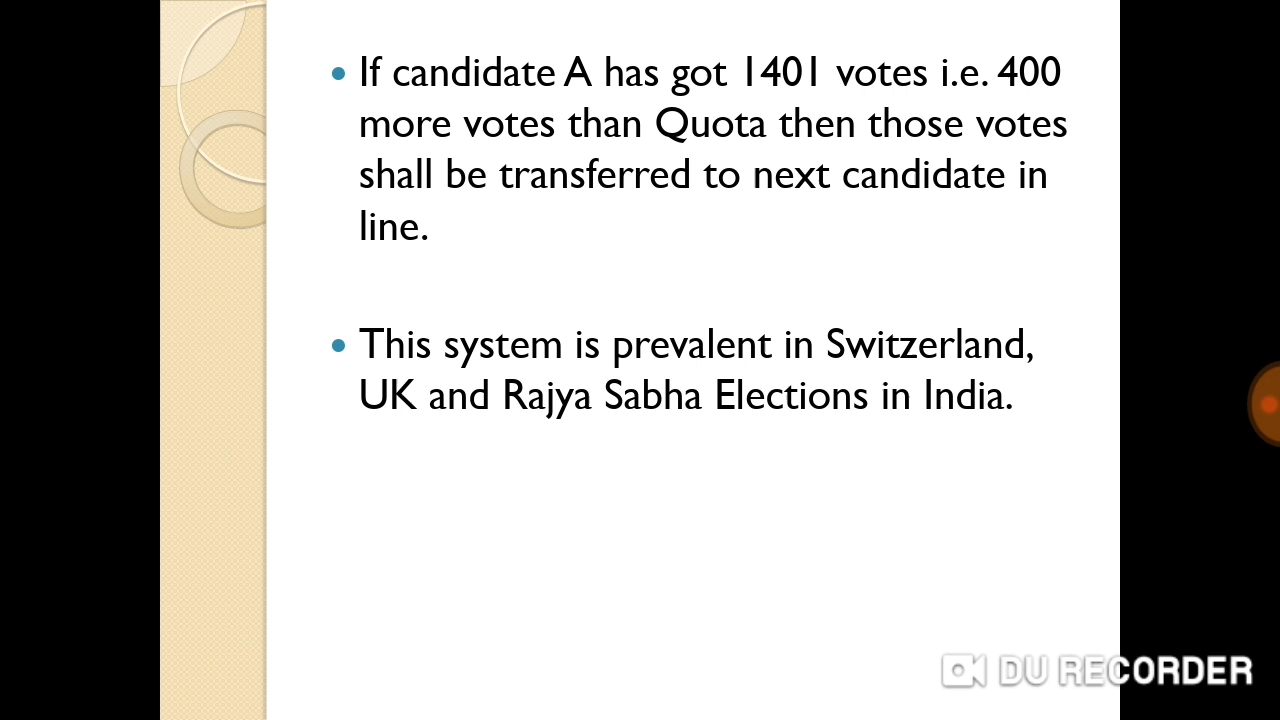 • If candidate A has got 1401 votes i.e. 400
more votes than Quota then those votes
shall be transferred to next candidate in
line.
• This system is prevalent in Switzerland,
UK and Rajya Sabha Elections in India.
DU RECORDER